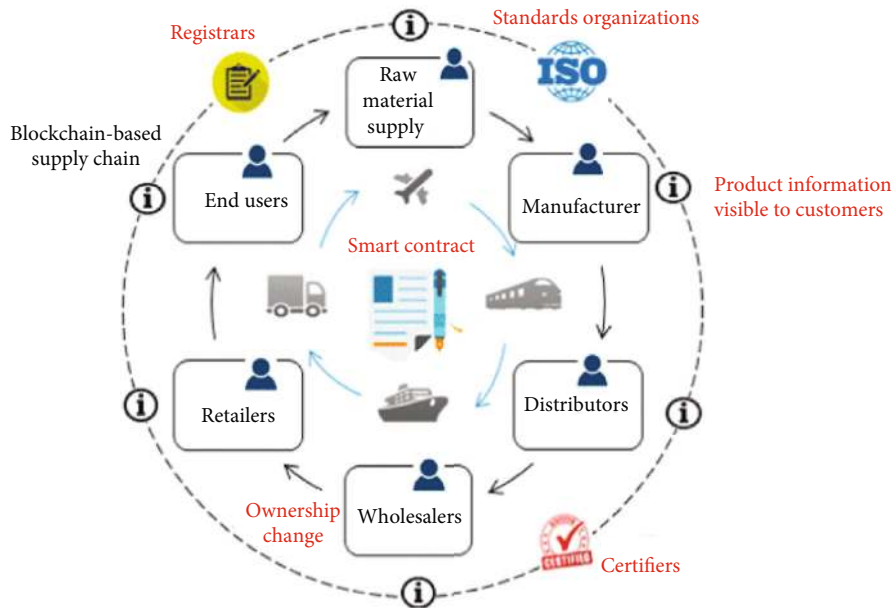 Registrars
Standards organizations
ISO
Raw
material
supply
Blockchain-based
supply chain
End users
Manufacturer
Product information
visible to customers
Smart contract
Retailers
Distributors
Ownership
change
Wholesalers
CERTIFIED
Certifiers
i
i
i
i
i
i